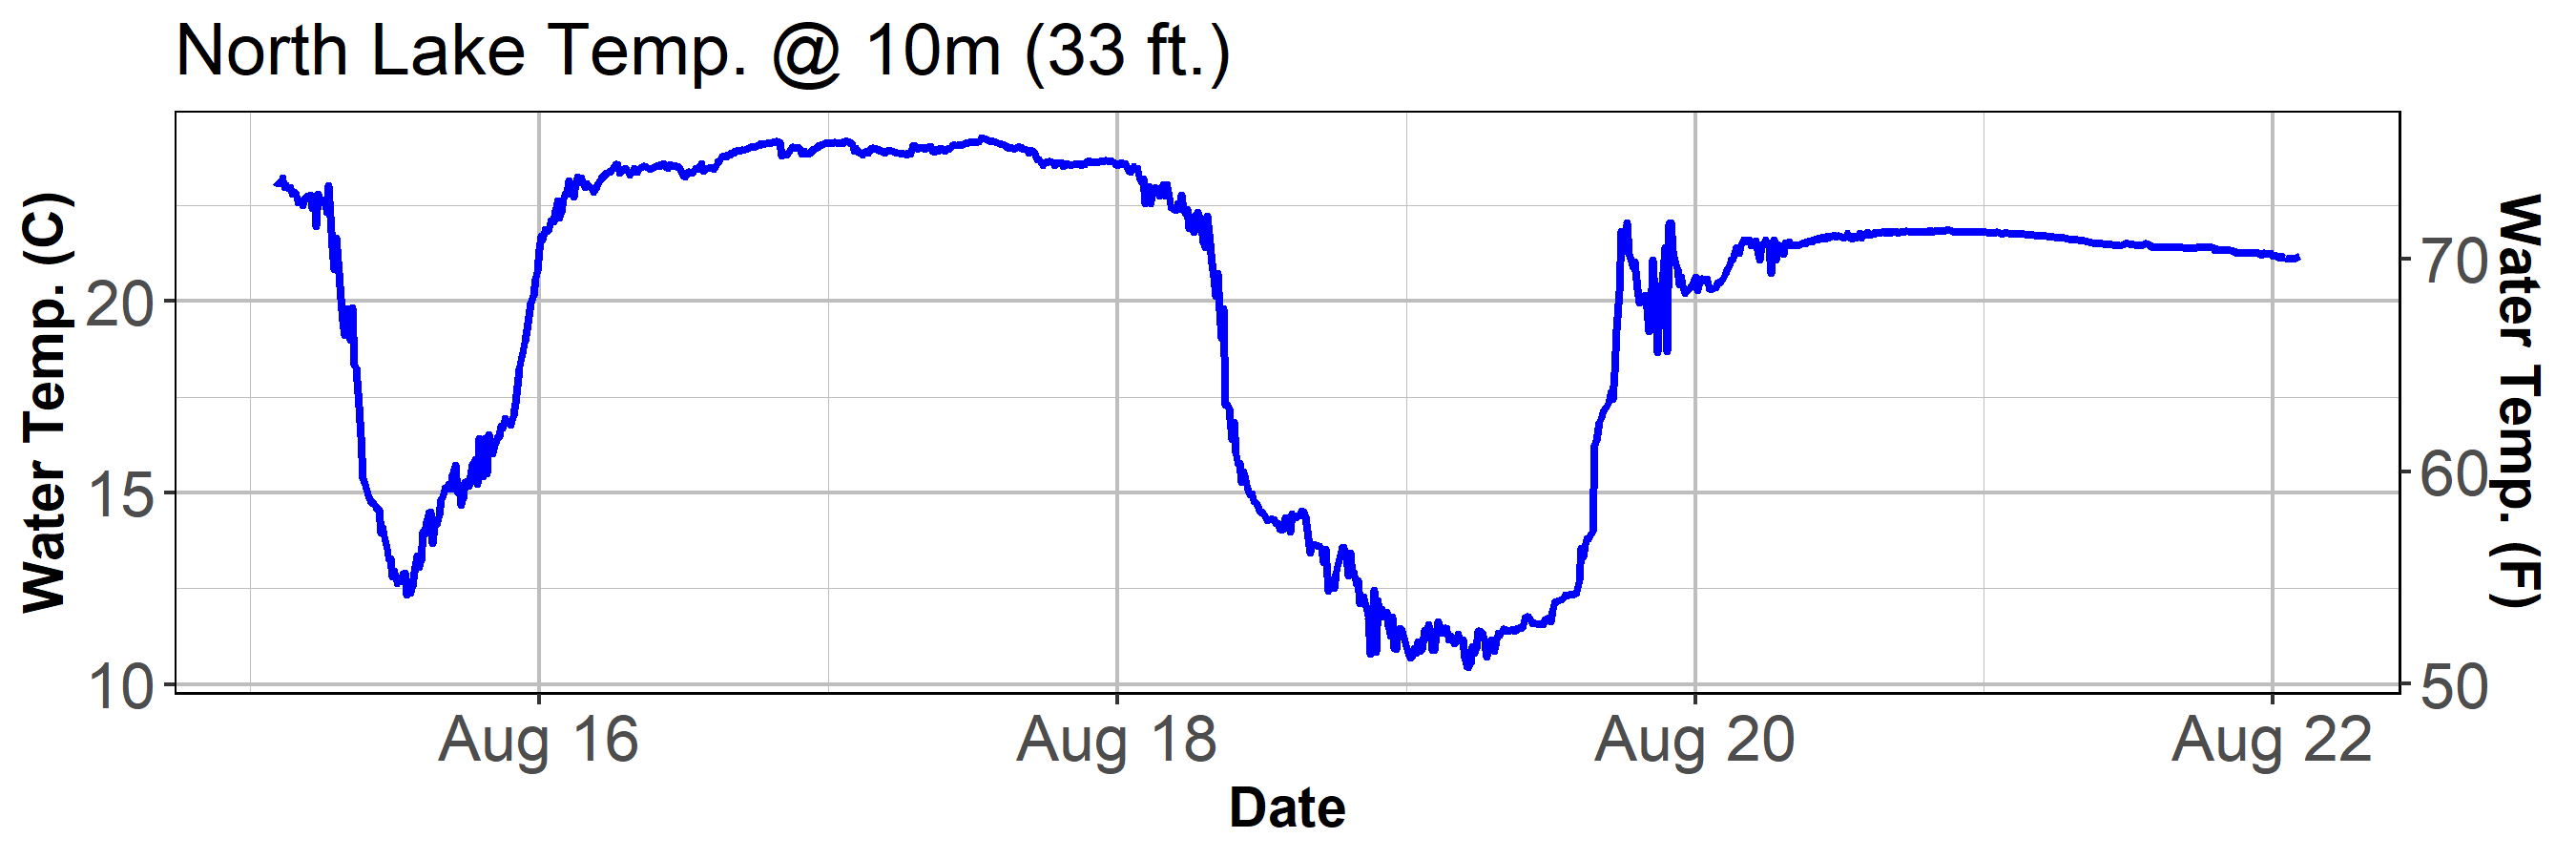 North Lake Temp. @ 10m (33 ft.)
Water Temp. (C)
20
15
10
70
60
50
Water Temp. (F)
Aug 16 Aug 18 Aug 20 Aug 22
Date